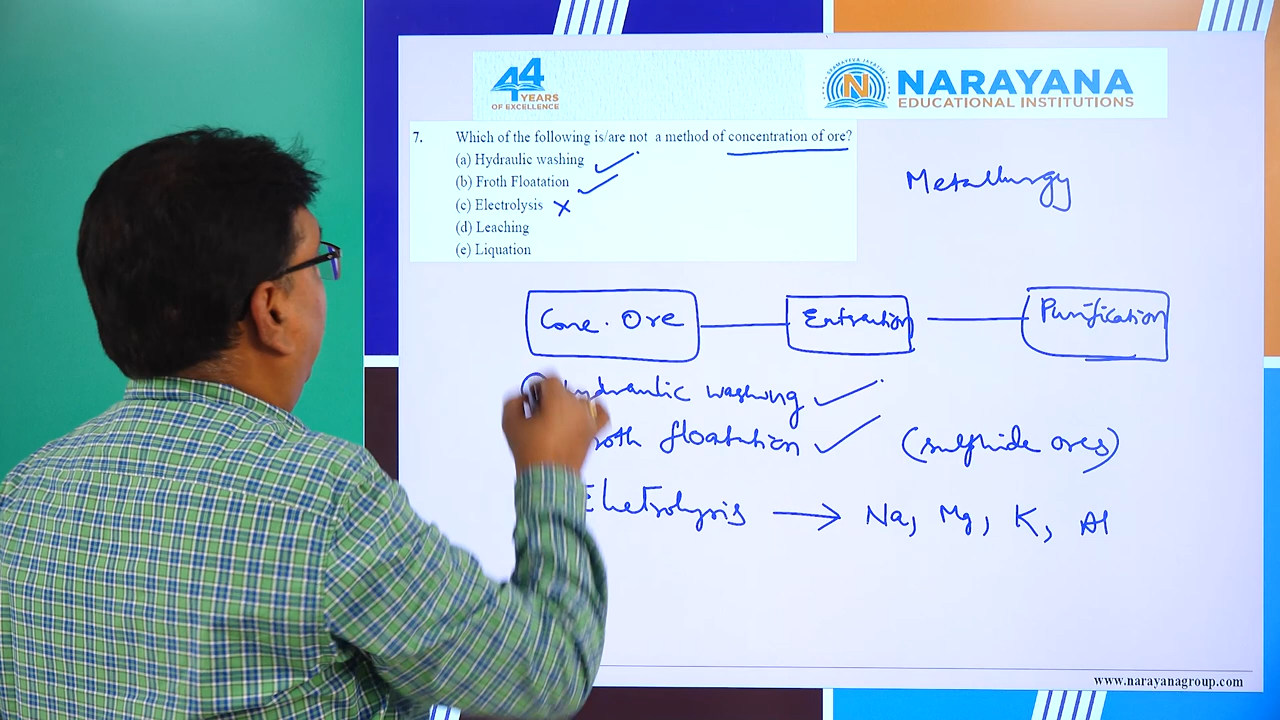 44
YEARS
OF EXCELLENCE
NARAYANA
EDUCATIONAL INSTITUTIONS
7. Which of the following is/are not a method of concentration of ore?
(a) Hydraulic washing
(b) Froth Floatation
(c) Electrolysis
(d) Leaching
(e) Liquation
Metallurgy
Conc. Ore
Extraction
Purification
washing
floatation (sulphide ores)
Na, Mg, K, Al
www.narayanagroup.com